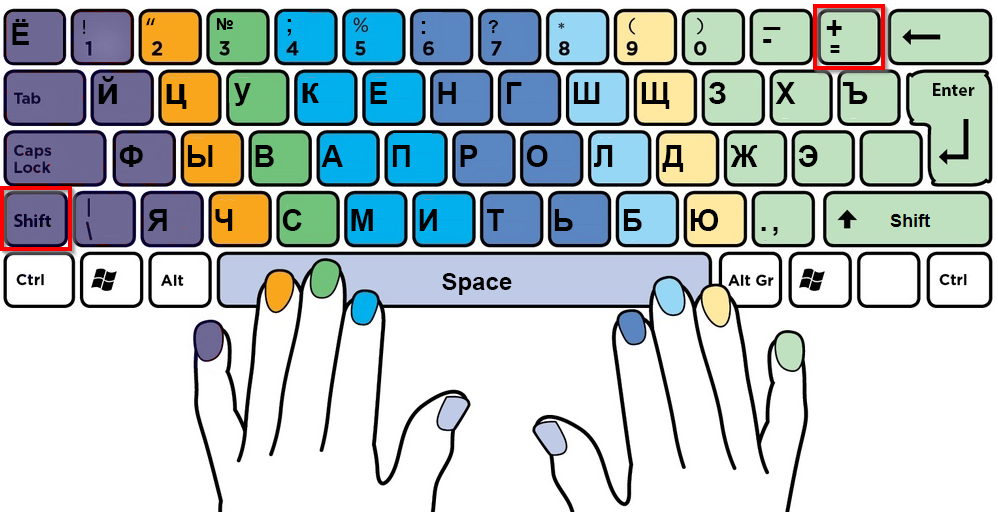 Ё ! 1 “ 2 № 3 ; 4 % 5 : 6 ? 7 * 8 ( 9 ) 0 — - + = ←
Tab Й Ц У К Е Н Г Ш Щ З Х Ъ Enter
Caps Lock Ф Ы В А П Р О Л Д Ж Э
Shift | \ Я Ч С М И Т Ь Б Ю . , Shift
Ctrl Alt Space Alt Gr Ctrl